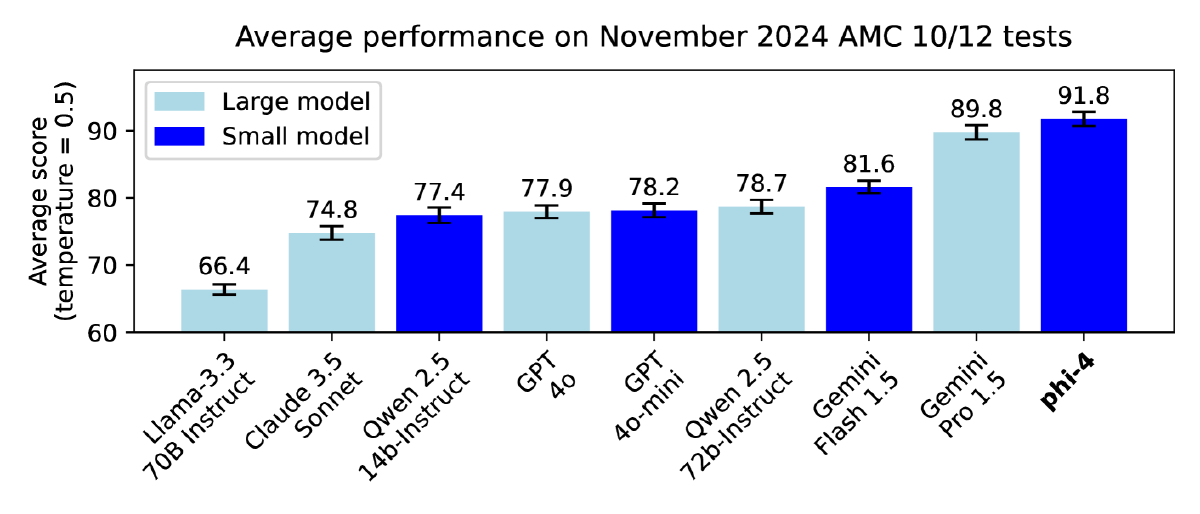 Average performance on November 2024 AMC 10/12 tests
Average score
(temperature = 0.5)
Large model
Small model
90
80
70
60
66.4
74.8
77.4
77.9
78.2
78.7
81.6
89.8
91.8
Llama-3.3
70B Instruct
Claude 3.5
Sonnet
Qwen 2.5
14b-Instruct
GPT
4o
GPT
4o-mini
Qwen 2.5
72b-Instruct
Gemini
Flash 1.5
Gemini
Pro 1.5
phi-4